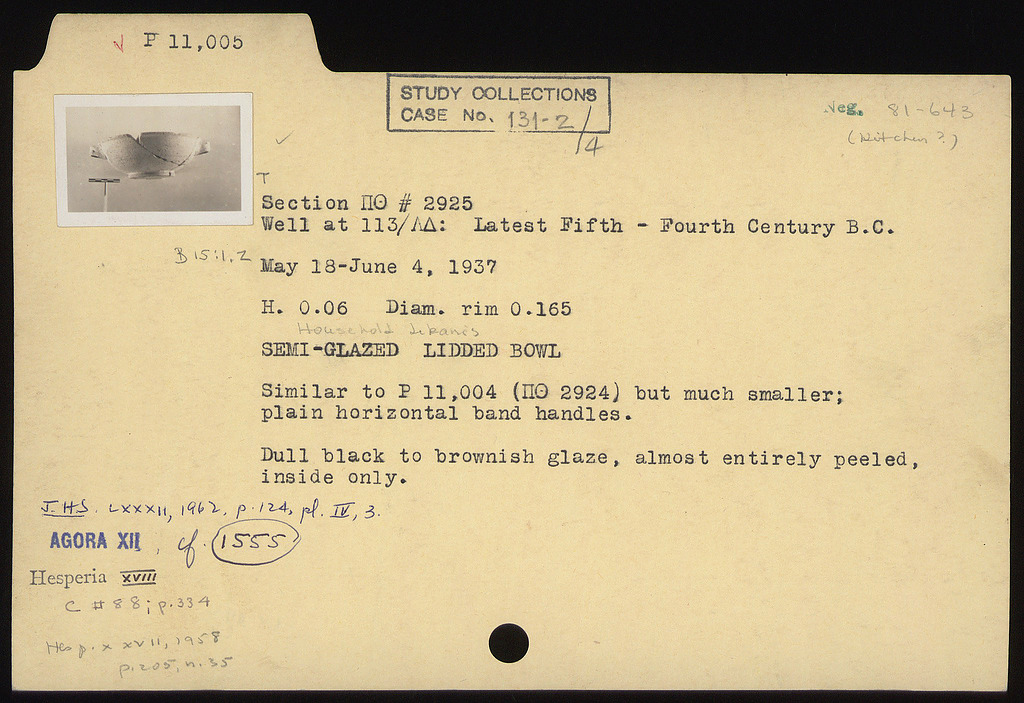 √ P 11,005
STUDY COLLECTIONS
CASE No. 131-2/4
Neg. 81-643
(Kitchen?)
T
Section ΠΘ # 2925
Well at 113/ΛΔ: Latest Fifth - Fourth Century B.C.
B 15:1.2
May 18-June 4, 1937
H. 0.06 Diam. rim 0.165
Household lekanis
SEMI-GLAZED LIDDED BOWL
Similar to P 11,004 (ΠΘ 2924) but much smaller;
plain horizontal band handles.
Dull black to brownish glaze, almost entirely peeled,
inside only.
J.H.S. LXXXII, 1962, p. 124, pl. IV, 3.
AGORA XII, cf. 1555
Hesperia XVIII
C # 88; p. 334
Hesp. XXVII, 1958
p. 205, n. 35